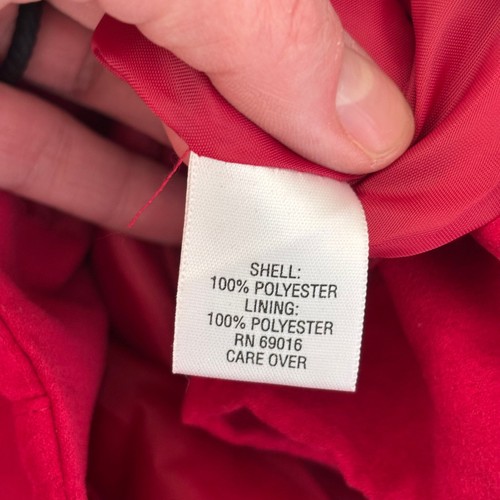 SHELL:
100% POLYESTER
LINING:
100% POLYESTER
RN 69016
CARE OVER